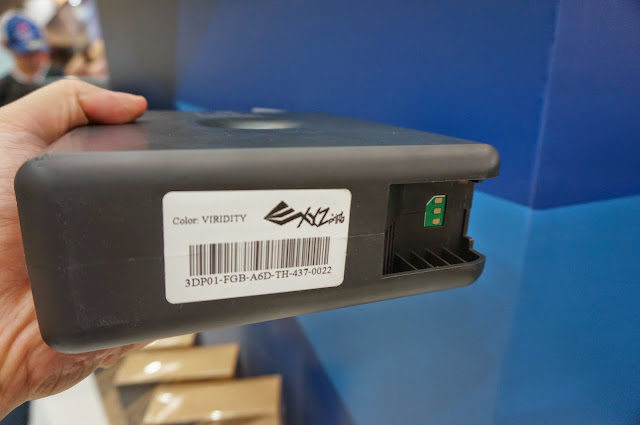 Color: VIRIDITY
XYZ
3DP01-FGB-A6D-TH-437-0022